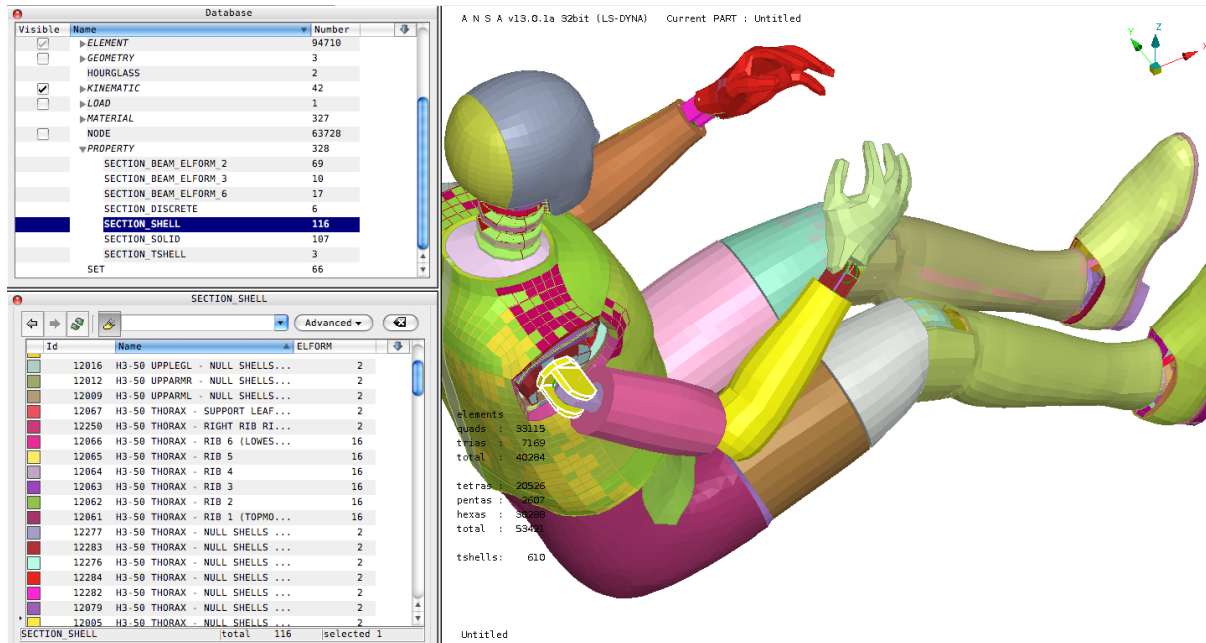 Database
Visible Name Number
ELEMENT 94710
GEOMETRY 3
HOURGLASS 2
KINEMATIC 42
LOAD 1
MATERIAL 327
NODE 63728
PROPERTY 328
SECTION_BEAM_ELFORM_2 69
SECTION_BEAM_ELFORM_3 10
SECTION_BEAM_ELFORM_6 17
SECTION_DISCRETE 6
SECTION_SHELL 116
SECTION_SOLID 107
SECTION_TSHELL 3
SET 66
SECTION_SHELL
Advanced
Id Name ELFORM
12016 H3-50 UPPLEGL - NULL SHELLS... 2
12012 H3-50 UPPARMR - NULL SHELLS... 2
12009 H3-50 UPPARML - NULL SHELLS... 2
12067 H3-50 THORAX - SUPPORT LEAF... 2
12250 H3-50 THORAX - RIGHT RIB RI... 2
12066 H3-50 THORAX - RIB 6 (LOWES... 16
12065 H3-50 THORAX - RIB 5 16
12064 H3-50 THORAX - RIB 4 16
12063 H3-50 THORAX - RIB 3 16
12062 H3-50 THORAX - RIB 2 16
12061 H3-50 THORAX - RIB 1 (TOPMO... 16
12277 H3-50 THORAX - NULL SHELLS ... 2
12283 H3-50 THORAX - NULL SHELLS ... 2
12276 H3-50 THORAX - NULL SHELLS ... 2
12284 H3-50 THORAX - NULL SHELLS ... 2
12282 H3-50 THORAX - NULL SHELLS ... 2
12079 H3-50 THORAX - NULL SHELLS ... 2
12005 H3-50 THORAX - NULL SHELLS ... 2
SECTION_SHELL total 116 selected 1
A N S A v13.0.1a 32bit (LS-DYNA) Current PART : Untitled
Z
Y
X
elements
quads : 33115
trias : 7169
total : 40284
tetras : 20526
pentas : 2607
hexas : 30288
total : 53421
tshells: 610
Untitled